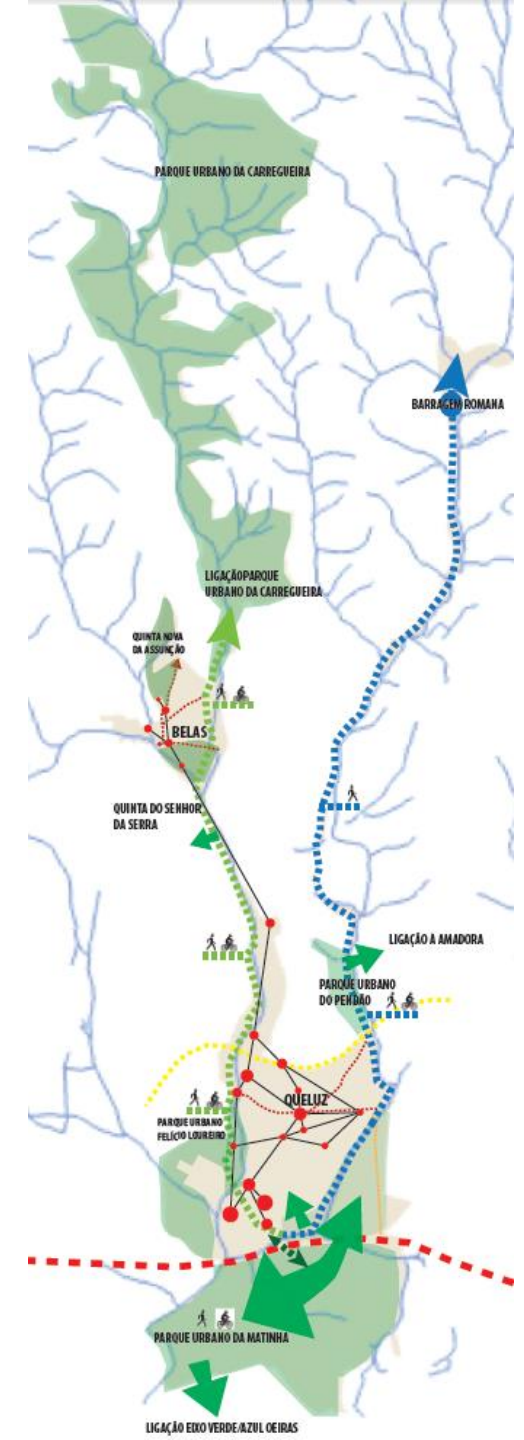 PARQUE URBANO DA CARREGUEIRA
BARRAGEM ROMANA
LIGAÇÃOPARQUE
URBANO DA CARREGUEIRA
QUINTA NOVA
DA ASSUNÇÃO
BELAS
QUINTA DO SENHOR
DA SERRA
LIGAÇÃO A AMADORA
PARQUE URBANO
DO PENDÃO
QUELUZ
PARQUE URBANO
FELÍCIO LOUREIRO
PARQUE URBANO DA MATINHA
LIGAÇÃO EIXO VERDE/AZUL OEIRAS